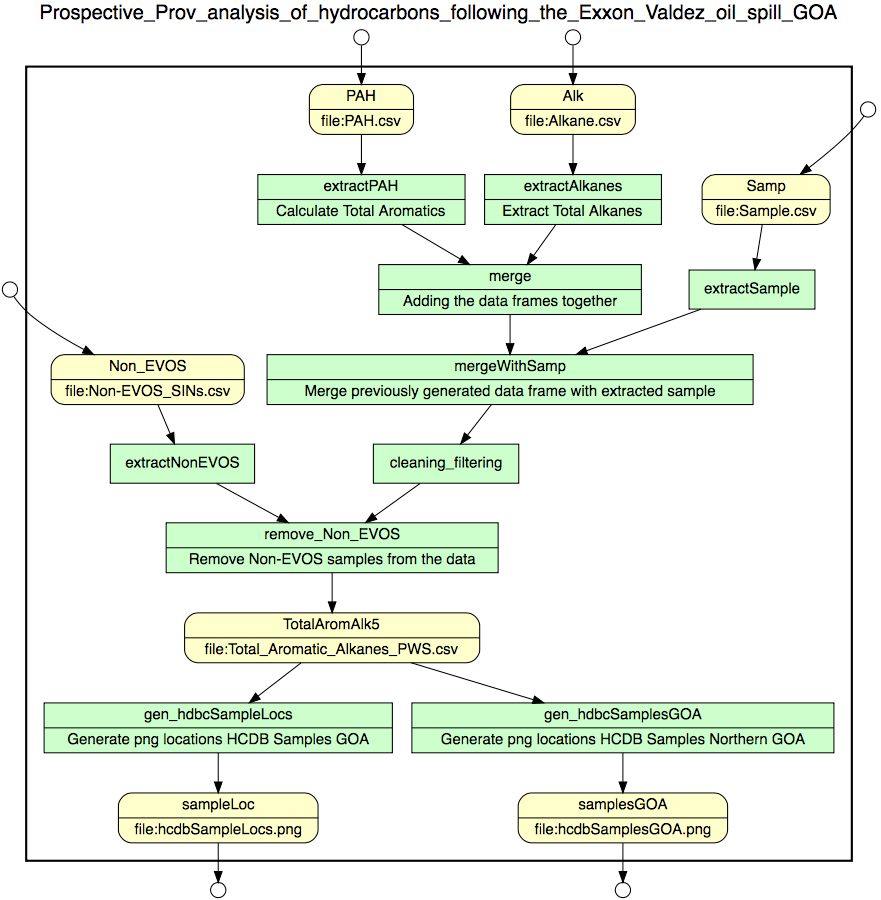 Prospective_Prov_analysis_of_hydrocarbons_following_the_Exxon_Valdez_oil_spill_GOA
PAH
file:PAH.csv
Alk
file:Alkane.csv
extractPAH
Calculate Total Aromatics
extractAlkanes
Extract Total Alkanes
Samp
file:Sample.csv
merge
Adding the data frames together
extractSample
Non_EVOS
file:Non-EVOS_SINs.csv
mergeWithSamp
Merge previously generated data frame with extracted sample
extractNonEVOS
cleaning_filtering
remove_Non_EVOS
Remove Non-EVOS samples from the data
TotalAromAlk5
file:Total_Aromatic_Alkanes_PWS.csv
gen_hdbcSampleLocs
Generate png locations HCDB Samples GOA
gen_hdbcSamplesGOA
Generate png locations HCDB Samples Northern GOA
sampleLoc
file:hcdbSampleLocs.png
samplesGOA
file:hcdbSamplesGOA.png